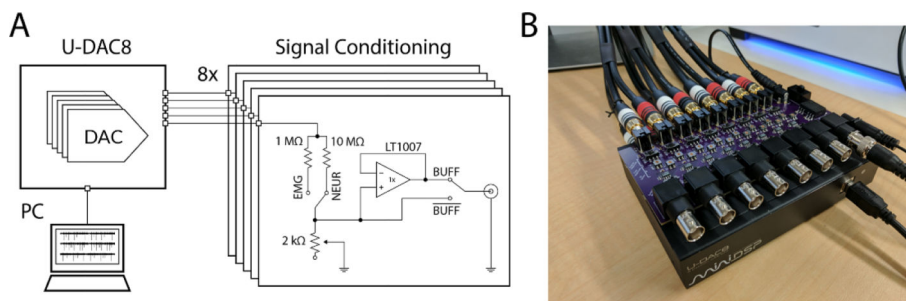 A
B
U-DAC8
Signal Conditioning
8x
DAC
1 MΩ
10 MΩ
LT1007
EMG
NEUR
1x
BUFF
BUFF
2 kΩ
PC
U-DAC8
miniDSP